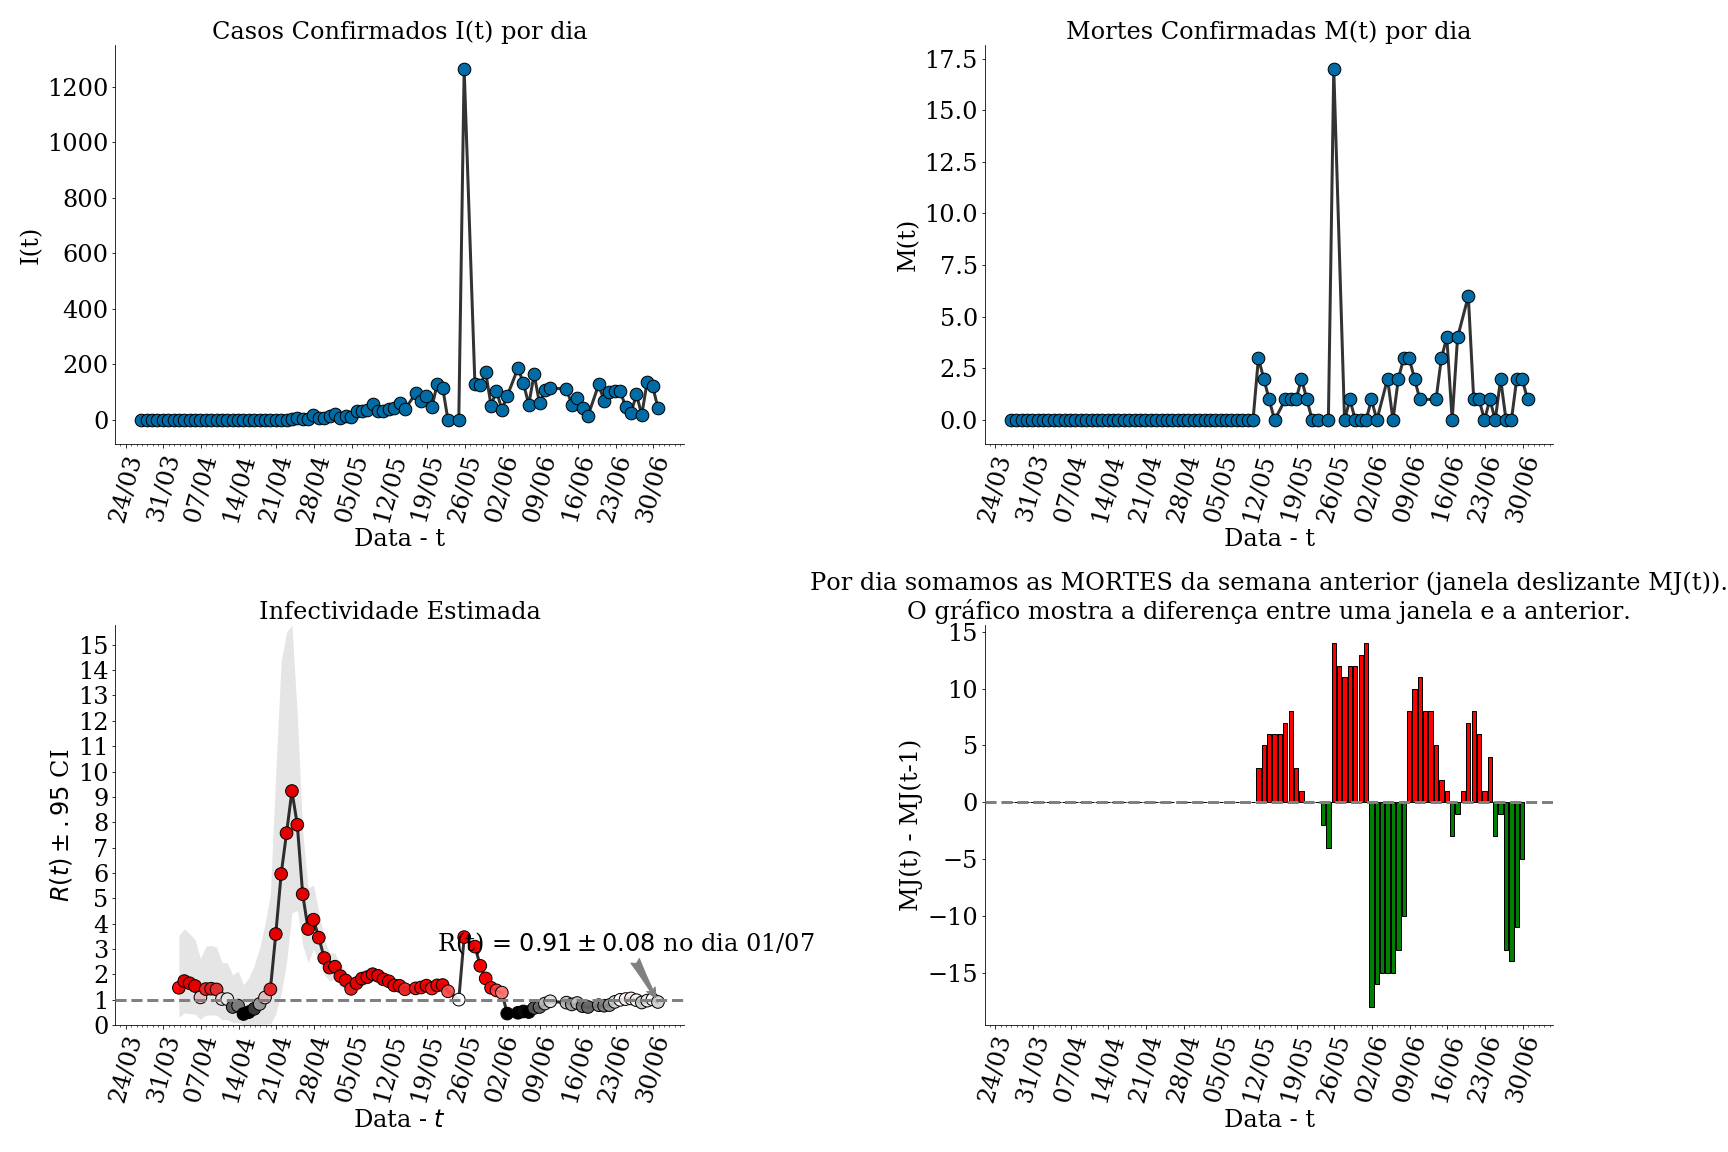 Casos Confirmados I(t) por dia
1200
1000
800
600
400
200
0
I(t)
24/03 31/03 07/04 14/04 21/04 28/04 05/05 12/05 19/05 26/05 02/06 09/06 16/06 23/06 30/06
Data - t
Mortes Confirmadas M(t) por dia
17.5
15.0
12.5
10.0
7.5
5.0
2.5
0.0
M(t)
24/03 31/03 07/04 14/04 21/04 28/04 05/05 12/05 19/05 26/05 02/06 09/06 16/06 23/06 30/06
Data - t
Infectividade Estimada
15
14
13
12
11
10
9
8
7
6
5
4
3
2
1
0
R(t) ± .95 CI
R(t) = 0.91 ± 0.08 no dia 01/07
24/03 31/03 07/04 14/04 21/04 28/04 05/05 12/05 19/05 26/05 02/06 09/06 16/06 23/06 30/06
Data - t
Por dia somamos as MORTES da semana anterior (janela deslizante MJ(t)).
O gráfico mostra a diferença entre uma janela e a anterior.
15
10
5
0
−5
−10
−15
MJ(t) - MJ(t-1)
24/03 31/03 07/04 14/04 21/04 28/04 05/05 12/05 19/05 26/05 02/06 09/06 16/06 23/06 30/06
Data - t